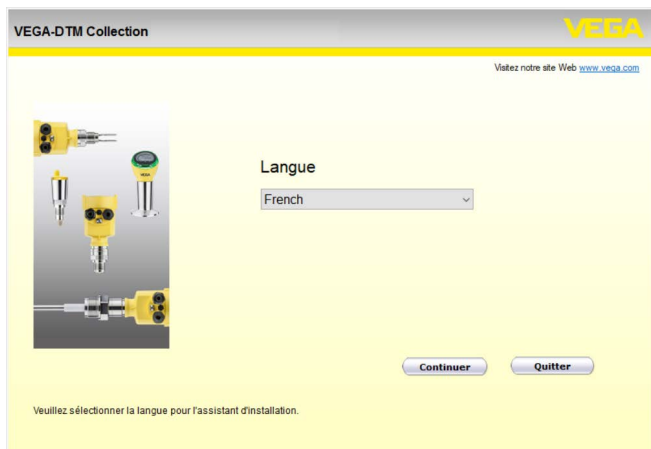 VEGA-DTM Collection
VEGA
Visitez notre site Web www.vega.com
VEGA
Langue
French
Continuer
Quitter
Veuillez sélectionner la langue pour l'assistant d'installation.